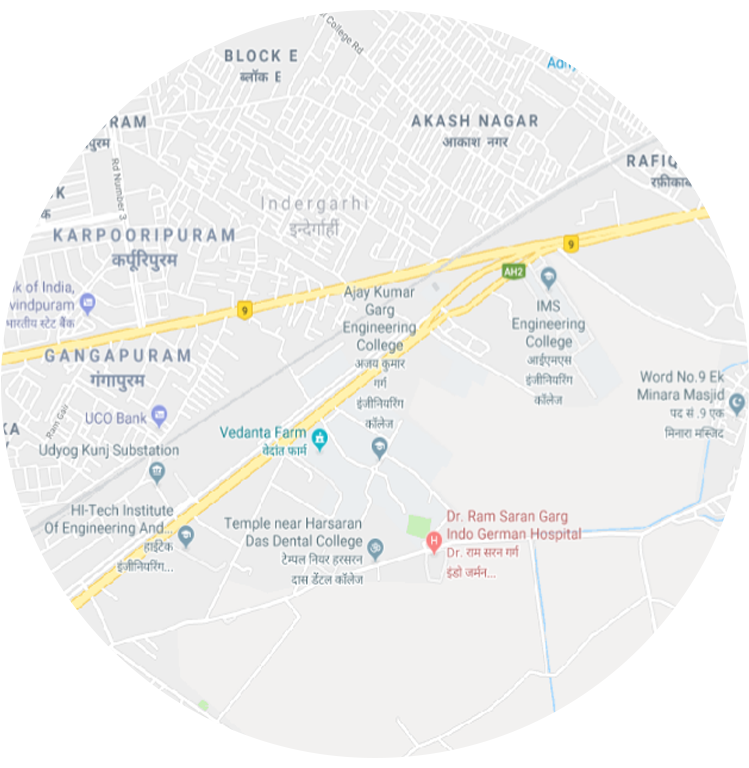 College Rd
BLOCK E
ब्लॉक E
RAM
पुरम
AKASH NAGAR
आकाश नगर
RAFIQ
रफ़ीकाब
Rd Number 3
K
क
Indergarhi
इन्देर्गाही
KARPOORIPURAM
कर्पूरिपुरम
9
AH2
k of India,
vindpuram
भारतीय स्टेट बैंक
9
Ajay Kumar
Garg
Engineering
College
अजय कुमार
गर्ग
इंजीनियरिंग
कॉलेज
IMS
Engineering
College
आईएमएस
इंजीनियरिंग
कॉलेज
GANGAPURAM
गंगापुरम
Word No.9 Ek
Minara Masjid
पद सं .9 एक
मिनारा मस्जिद
Ram Gali
UCO Bank
KA
Vedanta Farm
वेदांत फार्म
Udyog Kunj Substation
HI-Tech Institute
Of Engineering And...
हाईटेक
इंजीनियरिंग...
Temple near Harsaran
Das Dental College
टेम्पल नियर हरसरन
दास डेंटल कॉलेज
H
Dr. Ram Saran Garg
Indo German Hospital
Dr. राम सरन गर्ग
इंडो जर्मन...